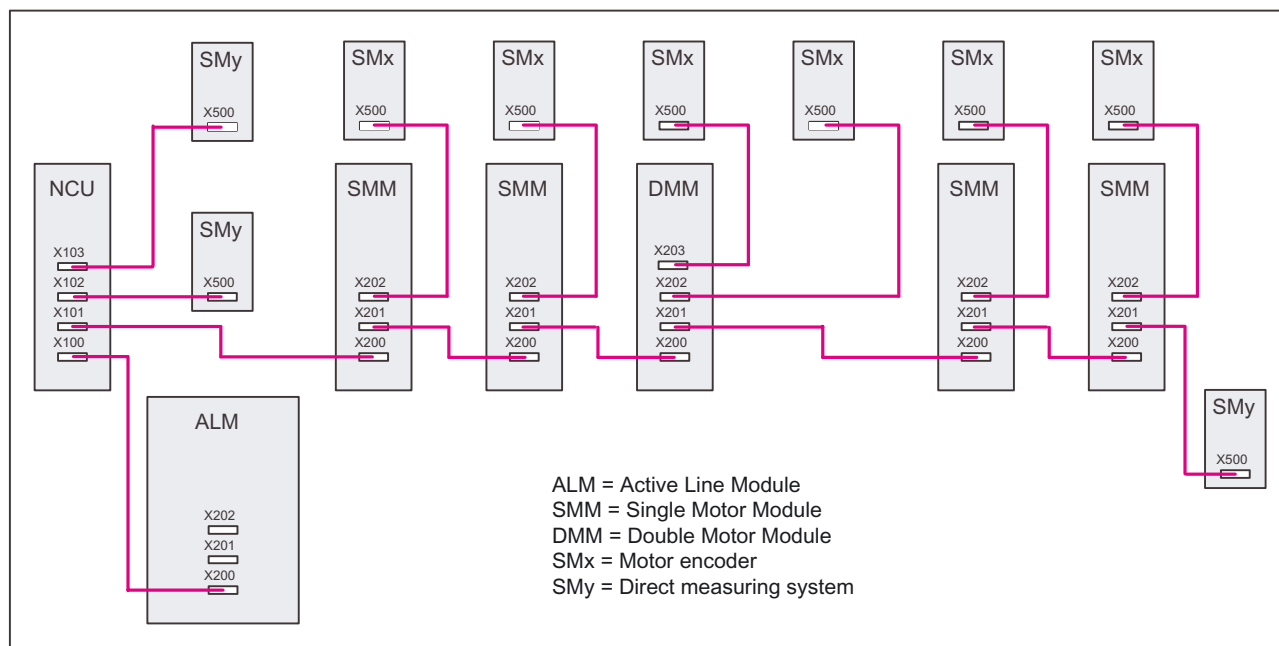 SMy
SMx
SMx
SMx
SMx
SMx
SMx
X500
X500
X500
X500
X500
X500
X500
NCU
SMM
SMM
DMM
SMM
SMM
SMy
X103
X203
X102
X500
X202
X202
X202
X202
X202
X101
X201
X201
X201
X201
X201
X100
X200
X200
X200
X200
X200
ALM
SMy
X500
X202
X201
X200
ALM = Active Line Module
SMM = Single Motor Module
DMM = Double Motor Module
SMx = Motor encoder
SMy = Direct measuring system